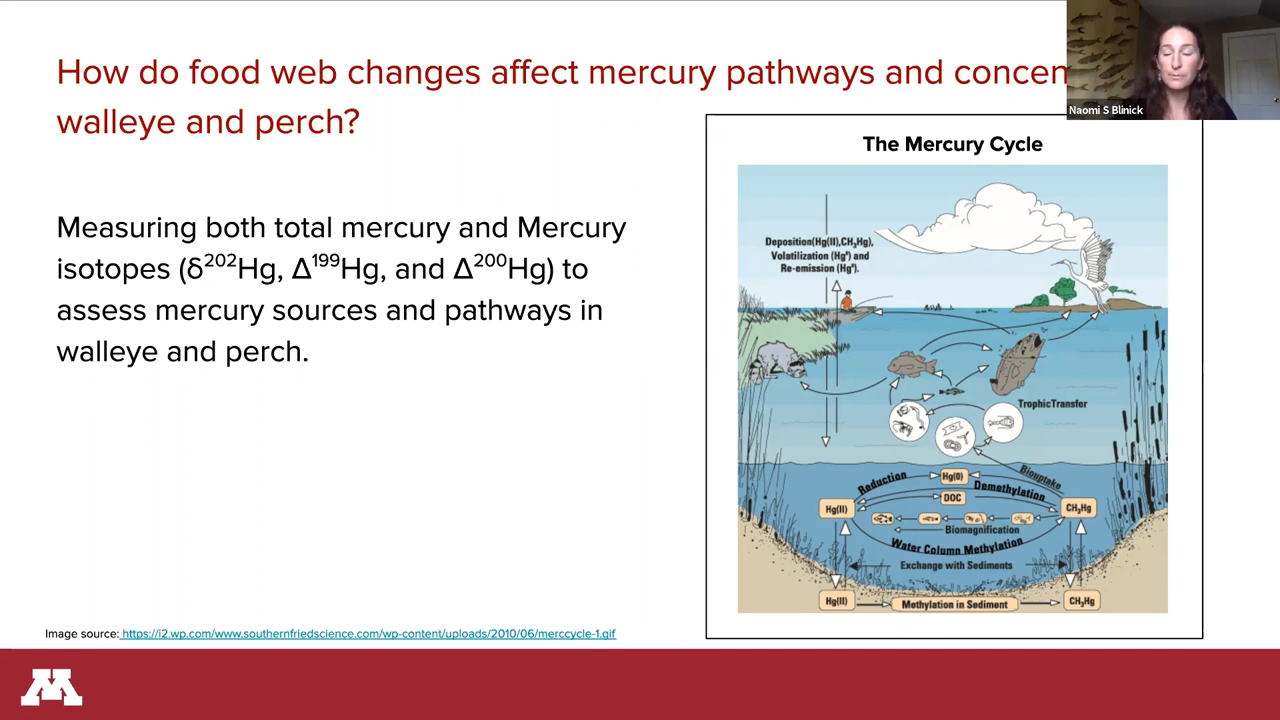 How do food web changes affect mercury pathways and concen
walleye and perch?
Naomi S Blinick
The Mercury Cycle
Measuring both total mercury and Mercury
isotopes (δ²⁰²Hg, Δ¹⁹⁹Hg, and Δ²⁰⁰Hg) to
assess mercury sources and pathways in
walleye and perch.
Deposition(Hg(II),CH₃Hg),
Volatilization (Hg⁰) and
Re-emission (Hg⁰).
TrophicTransfer
Biouptake
Reduction
Hg(0)
Demethylation
DOC
Hg(II)
CH₃Hg
Biomagnification
Water Column Methylation
Exchange with Sediments
Hg(II)
Methylation in Sediment
CH₃Hg
Image source: https://i2.wp.com/www.southernfriedscience.com/wp-content/uploads/2010/06/merccycle-1.gif
M